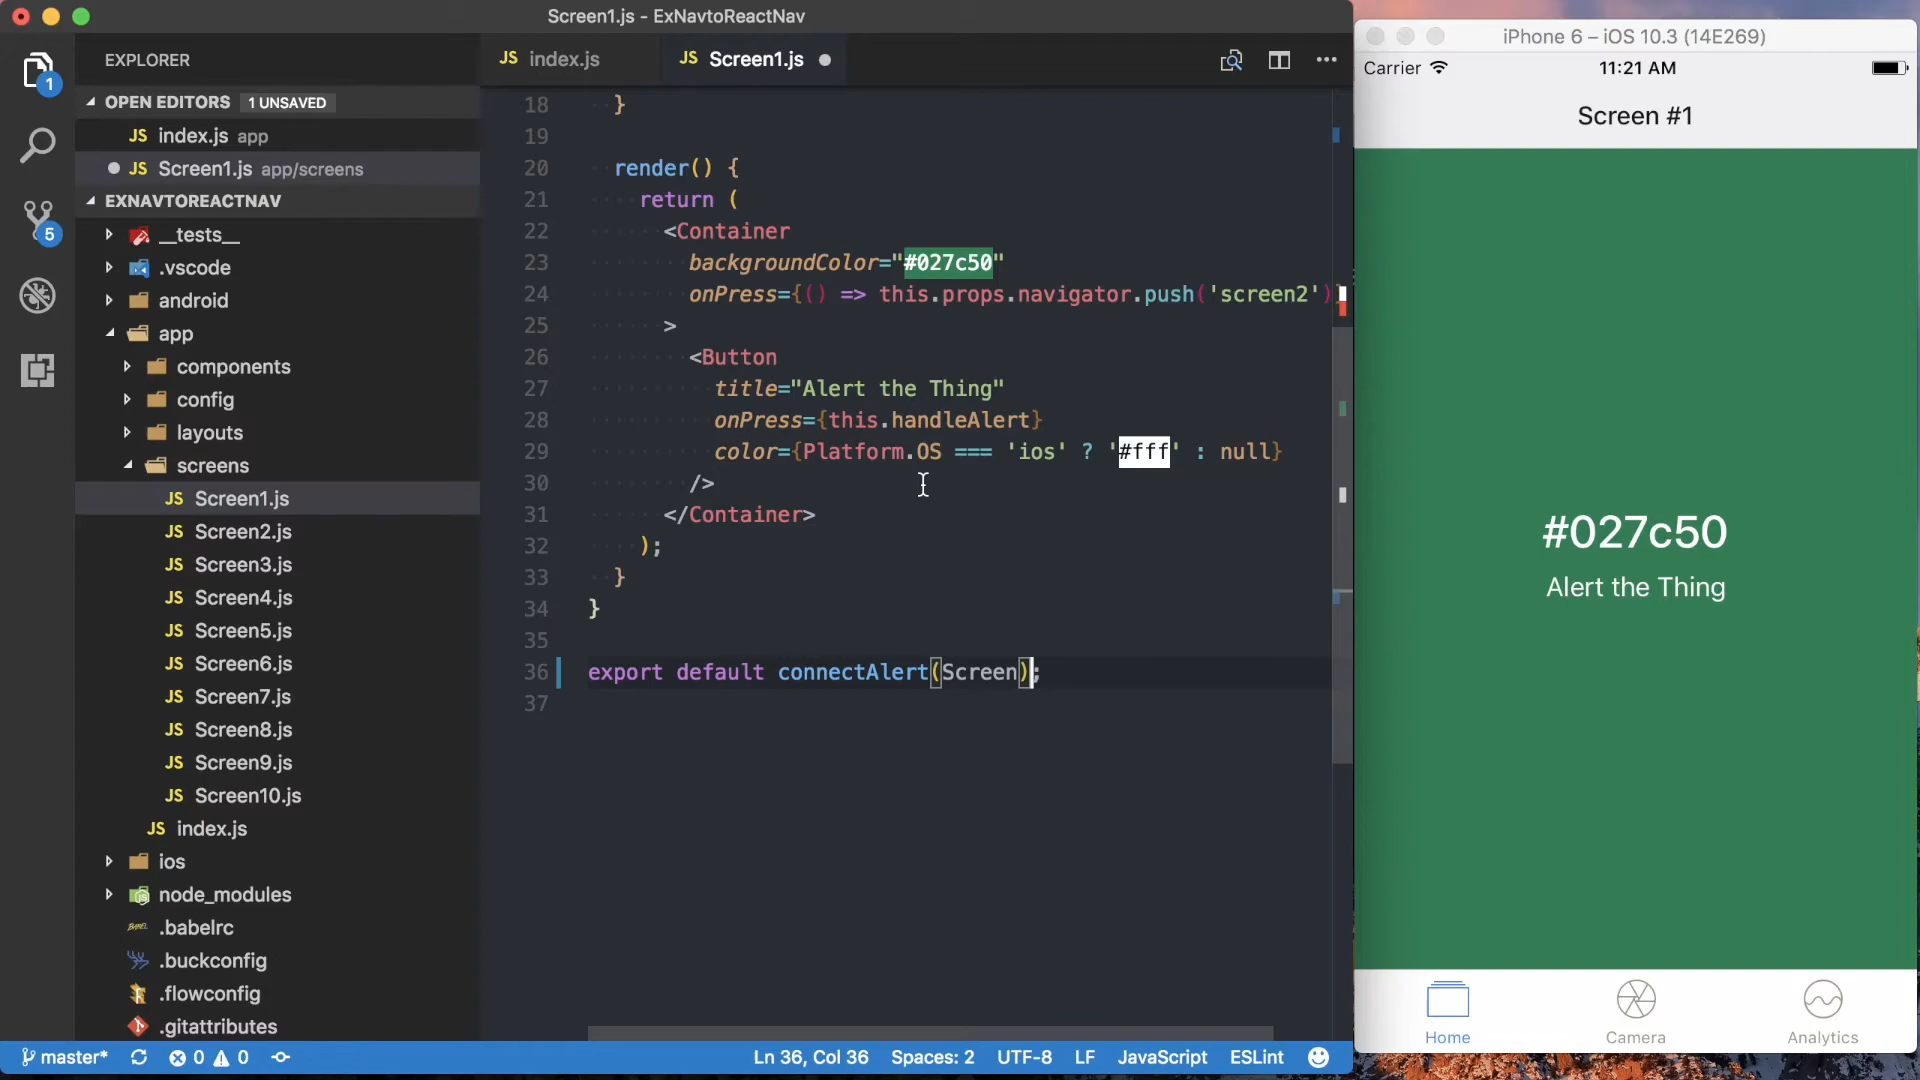 Screen1.js - ExNavtoReactNav
EXPLORER
OPEN EDITORS 1 UNSAVED
JS index.js app
JS Screen1.js app/screens
EXNAVTOREACTNAV
__tests__
.vscode
android
app
components
config
layouts
screens
JS Screen1.js
JS Screen2.js
JS Screen3.js
JS Screen4.js
JS Screen5.js
JS Screen6.js
JS Screen7.js
JS Screen8.js
JS Screen9.js
JS Screen10.js
JS index.js
ios
node_modules
BABEL .babelrc
.buckconfig
.flowconfig
.gitattributes
1
5
JS index.js
JS Screen1.js
18 }
19
20 render() {
21 return (
22 <Container
23 backgroundColor="#027c50"
24 onPress={() => this.props.navigator.push('screen2')
25 >
26 <Button
27 title="Alert the Thing"
28 onPress={this.handleAlert}
29 color={Platform.OS === 'ios' ? '#fff' : null}
30 />
31 </Container>
32 );
33 }
34 }
35
36 export default connectAlert(Screen);
37
master* 0 0
Ln 36, Col 36 Spaces: 2 UTF-8 LF JavaScript ESLint
iPhone 6 – iOS 10.3 (14E269)
Carrier 11:21 AM
Screen #1
#027c50
Alert the Thing
Home Camera Analytics